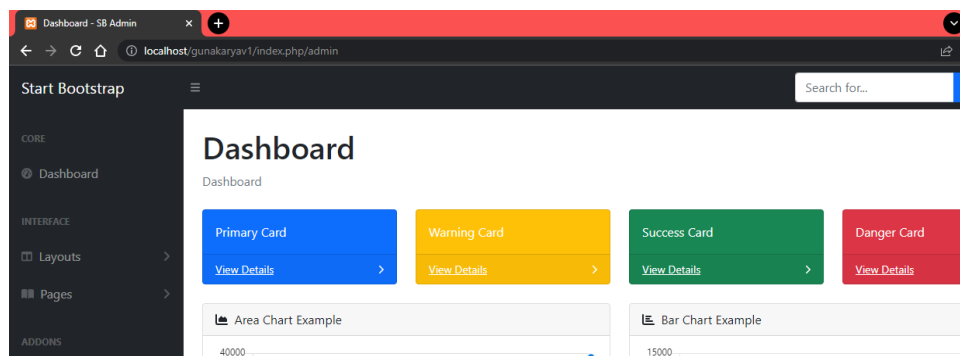 Dashboard - SB Admin
localhost/gunakaryav1/index.php/admin
Start Bootstrap
Search for...
CORE
Dashboard
INTERFACE
Layouts
Pages
ADDONS
Dashboard
Dashboard
Primary Card
Warning Card
Success Card
Danger Card
View Details
View Details
View Details
View Details
Area Chart Example
Bar Chart Example
40000
15000